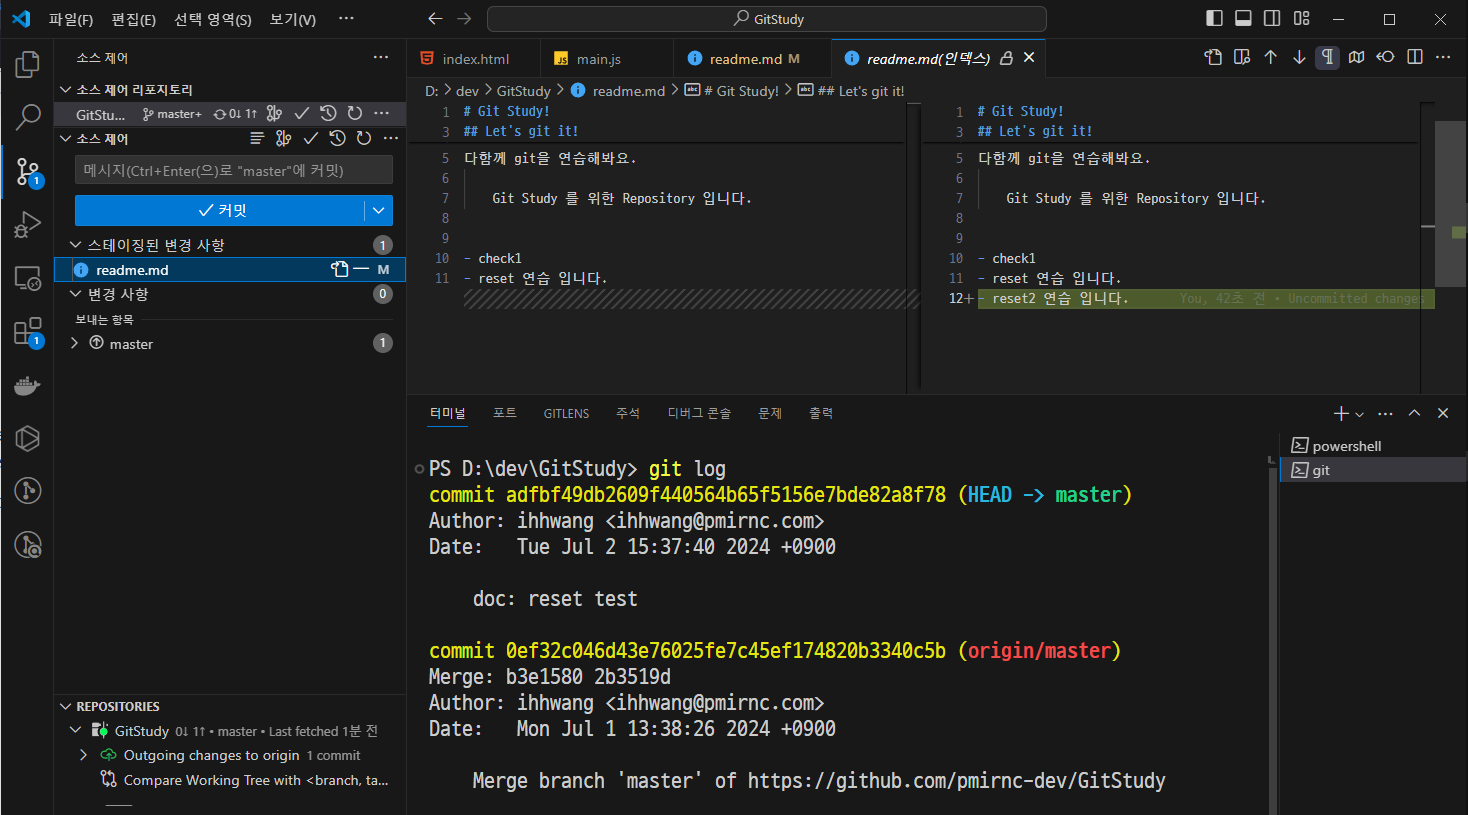 파일(F) 편집(E) 선택 영역(S) 보기(V) ··· GitStudy
소스 제어 ···
소스 제어 리포지토리
GitStu... master+ 0↓ 1↑ ···
소스 제어 ···
메시지(Ctrl+Enter(으)로 "master"에 커밋)
커밋
스테이징된 변경 사항 1
readme.md M
변경 사항 0
보내는 항목
master 1
1
1
REPOSITORIES
GitStudy 0↓ 1↑ • master • Last fetched 1분 전
Outgoing changes to origin 1 commit
Compare Working Tree with <branch, ta...
index.html JS main.js readme.md M readme.md(인덱스)
D: > dev > GitStudy > readme.md > # Git Study! > ## Let's git it!
1 # Git Study!
3 ## Let's git it!
5 다함께 git을 연습해봐요.
6
7 Git Study 를 위한 Repository 입니다.
8
9
10 - check1
11 - reset 연습 입니다.
1 # Git Study!
3 ## Let's git it!
5 다함께 git을 연습해봐요.
6
7 Git Study 를 위한 Repository 입니다.
8
9
10 - check1
11 - reset 연습 입니다.
12+ - reset2 연습 입니다. You, 42초 전 • Uncommitted changes
터미널 포트 GITLENS 주석 디버그 콘솔 문제 출력
powershell
git
PS D:\dev\GitStudy> git log
commit adfbf49db2609f440564b65f5156e7bde82a8f78 (HEAD -> master)
Author: ihhwang <ihhwang@pmirnc.com>
Date: Tue Jul 2 15:37:40 2024 +0900
doc: reset test
commit 0ef32c046d43e76025fe7c45ef174820b3340c5b (origin/master)
Merge: b3e1580 2b3519d
Author: ihhwang <ihhwang@pmirnc.com>
Date: Mon Jul 1 13:38:26 2024 +0900
Merge branch 'master' of https://github.com/pmirnc-dev/GitStudy